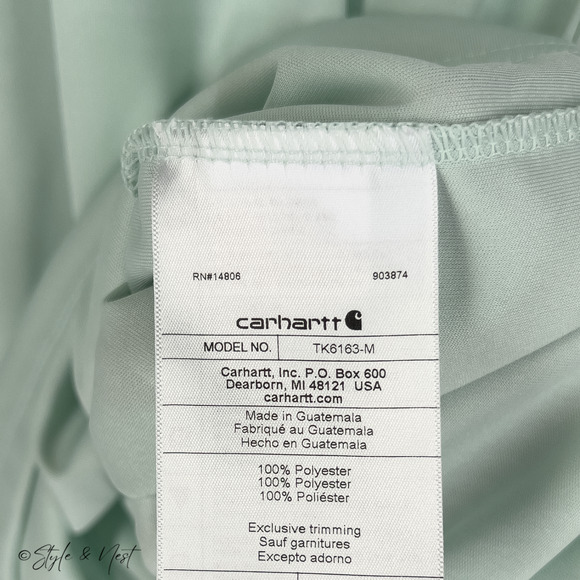 RN#14806 903874
carhartt
MODEL NO. TK6163-M
Carhartt, Inc. P.O. Box 600
Dearborn, MI 48121 USA
carhartt.com
Made in Guatemala
Fabriqué au Guatemala
Hecho en Guatemala
100% Polyester
100% Polyester
100% Poliéster
Exclusive trimming
Sauf garnitures
Excepto adorno
© Style & Nest